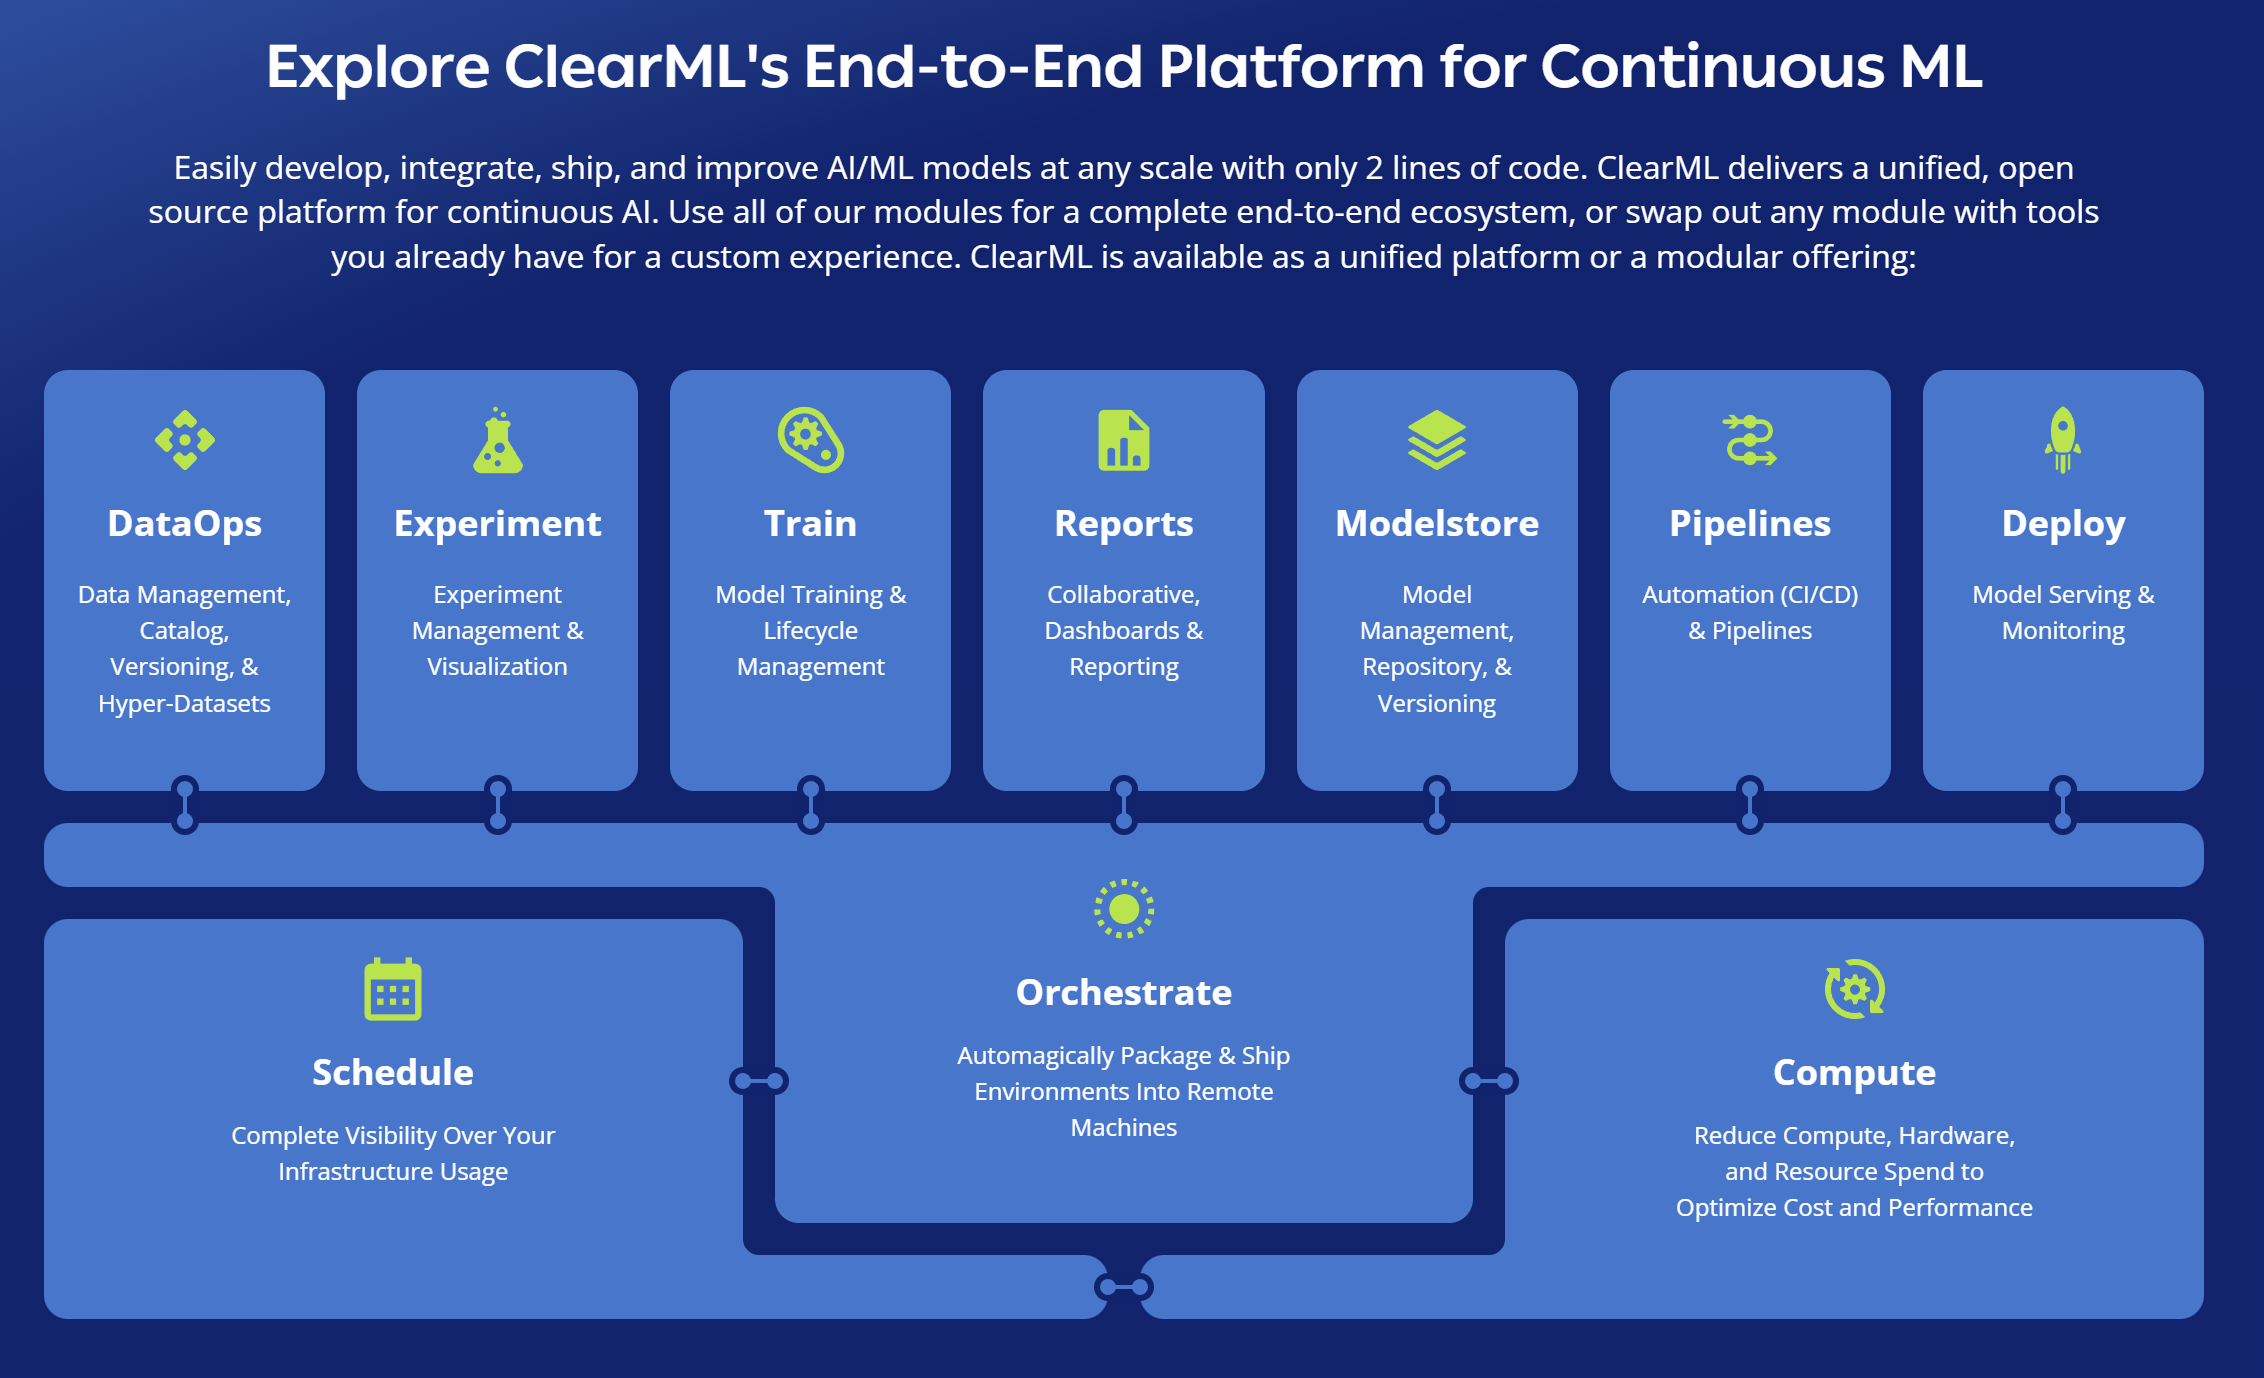 Explore ClearML's End-to-End Platform for Continuous ML
Easily develop, integrate, ship, and improve AI/ML models at any scale with only 2 lines of code. ClearML delivers a unified, open
source platform for continuous AI. Use all of our modules for a complete end-to-end ecosystem, or swap out any module with tools
you already have for a custom experience. ClearML is available as a unified platform or a modular offering:
DataOps
Data Management,
Catalog,
Versioning, &
Hyper-Datasets
Experiment
Experiment
Management &
Visualization
Train
Model Training &
Lifecycle
Management
Reports
Collaborative,
Dashboards &
Reporting
Modelstore
Model
Management,
Repository, &
Versioning
Pipelines
Automation (CI/CD)
& Pipelines
Deploy
Model Serving &
Monitoring
Schedule
Complete Visibility Over Your
Infrastructure Usage
Orchestrate
Automagically Package & Ship
Environments Into Remote
Machines
Compute
Reduce Compute, Hardware,
and Resource Spend to
Optimize Cost and Performance